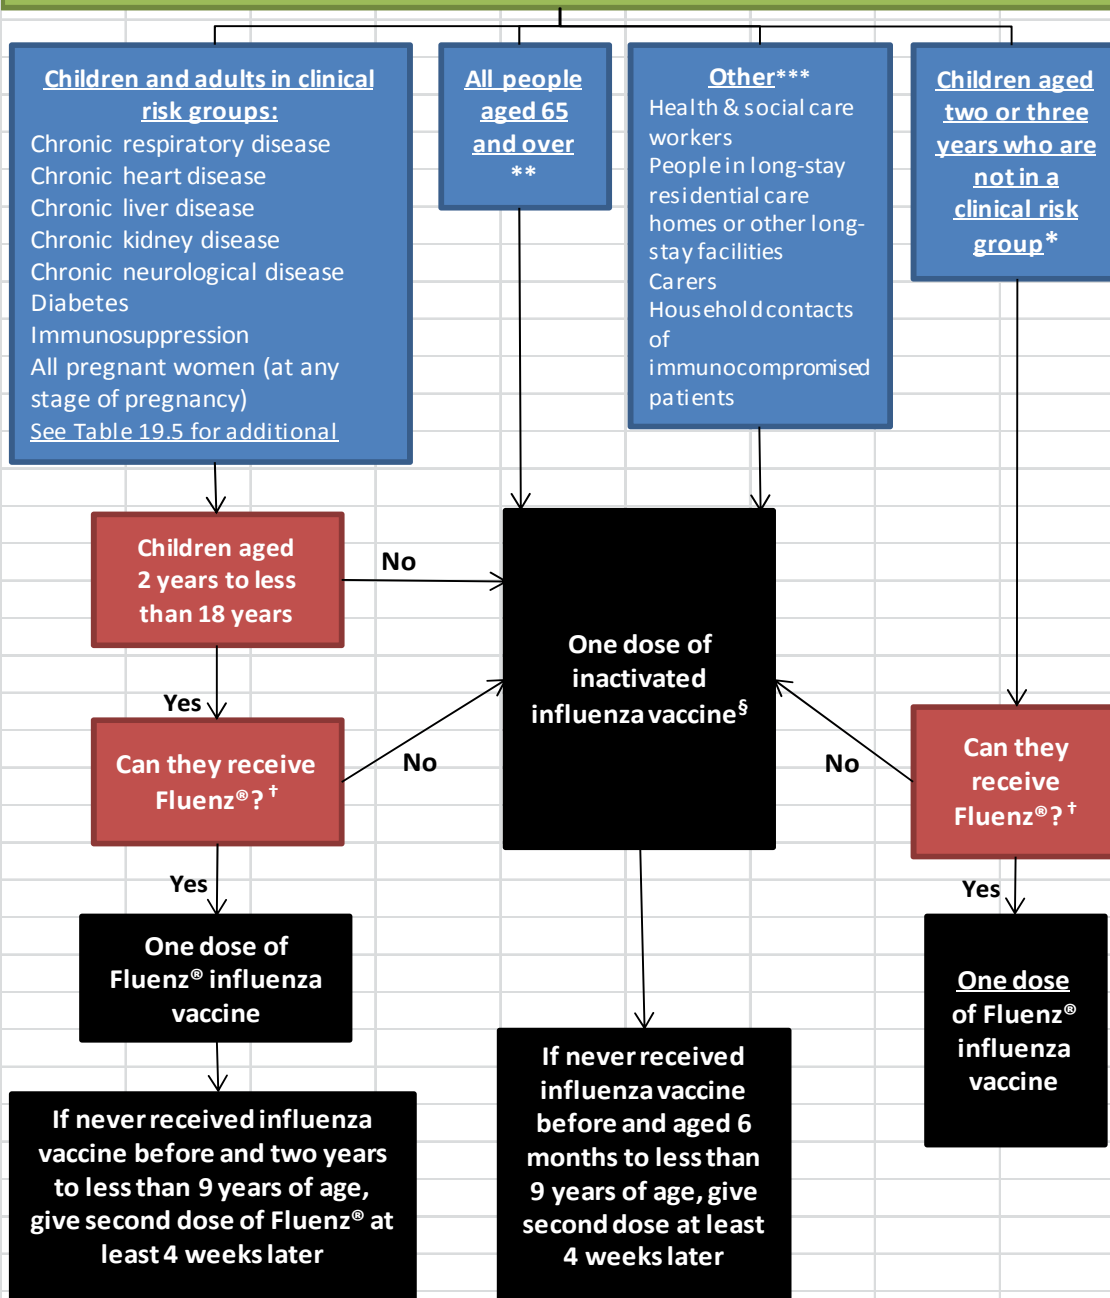 Children and adults in clinical
risk groups:
Chronic respiratory disease
Chronic heart disease
Chronic liver disease
Chronic kidney disease
Chronic neurological disease
Diabetes
Immunosuppression
All pregnant women (at any
stage of pregnancy)
See Table 19.5 for additional
All people
aged 65
and over
**
Other***
Health & social care
workers
People in long-stay
residential care
homes or other long-
stay facilities
Carers
Household contacts
of
immunocompromised
patients
Children aged
two or three
years who are
not in a
clinical risk
group*
Children aged
2 years to less
than 18 years
No
Yes
Can they receive
Fluenz®?†
No
Yes
One dose of
Fluenz® influenza
vaccine
If never received influenza
vaccine before and two years
to less than 9 years of age,
give second dose of Fluenz® at
least 4 weeks later
One dose of
inactivated
influenza vaccine§
If never received
influenza vaccine
before and aged 6
months to less than
9 years of age, give
second dose at least
4 weeks later
No
Can they
receive
Fluenz®?†
Yes
One dose
of Fluenz®
influenza
vaccine